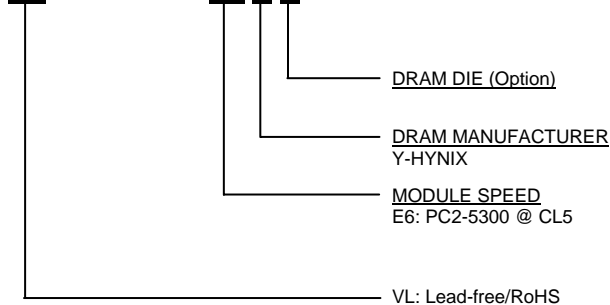 DRAM DIE (Option)
DRAM MANUFACTURER
Y-HYNIX
MODULE SPEED
E6: PC2-5300 @ CL5
VL: Lead-free/RoHS